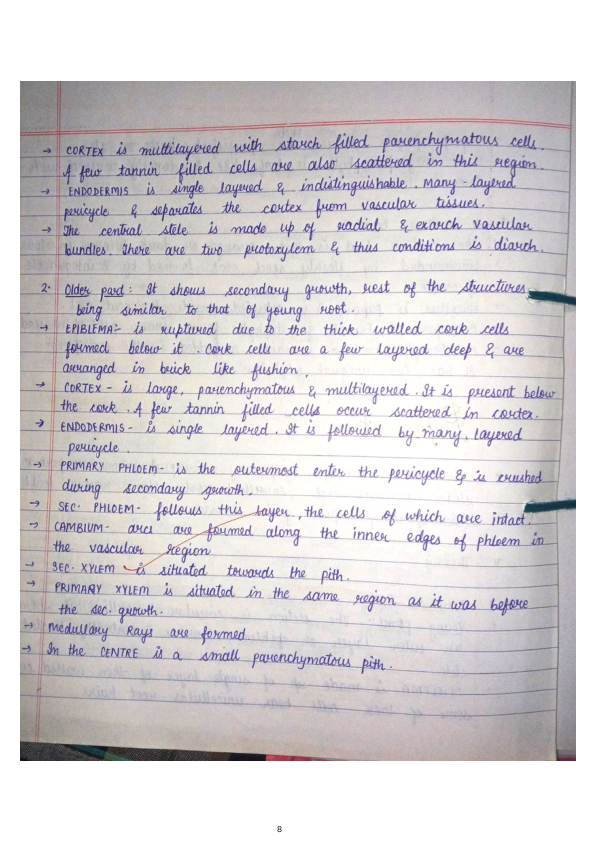 → CORTEX is multilayered with starch filled parenchymatous cells.
A few tannin filled cells are also scattered in this region.
→ ENDODERMIS is single layered & indistinguishable. Many-layered
pericycle & separates the cortex from vascular tissues.
→ The central stele is made up of radial & exarch vascular
bundles. There are two protoxylem & thus conditions is diarch.
2. Older part: It shows secondary growth, rest of the structures
being similar to that of young root.
→ EPIBLEMA:- is ruptured due to the thick walled cork cells
formed below it. Cork cells are a few layered deep & are
arranged in brick like fushion.
→ CORTEX - is large, parenchymatous & multilayered. It is present below
the cork. A few tannin filled cells occur scattered in cortex.
→ ENDODERMIS - is single layered. It is followed by many, layered
pericycle.
→ PRIMARY PHLOEM - is the outermost enter the pericycle & is crushed
during secondary growth.
→ SEC. PHLOEM - follows this layer, the cells of which are intact.
→ CAMBIUM - arcs are formed along the inner edges of phloem in
the vascular region
→ SEC. XYLEM is situated towards the pith.
→ PRIMARY XYLEM is situated in the same region as it was before
the sec. growth.
→ Medullary Rays are formed.
→ In the CENTRE is a small parenchymatous pith.
8